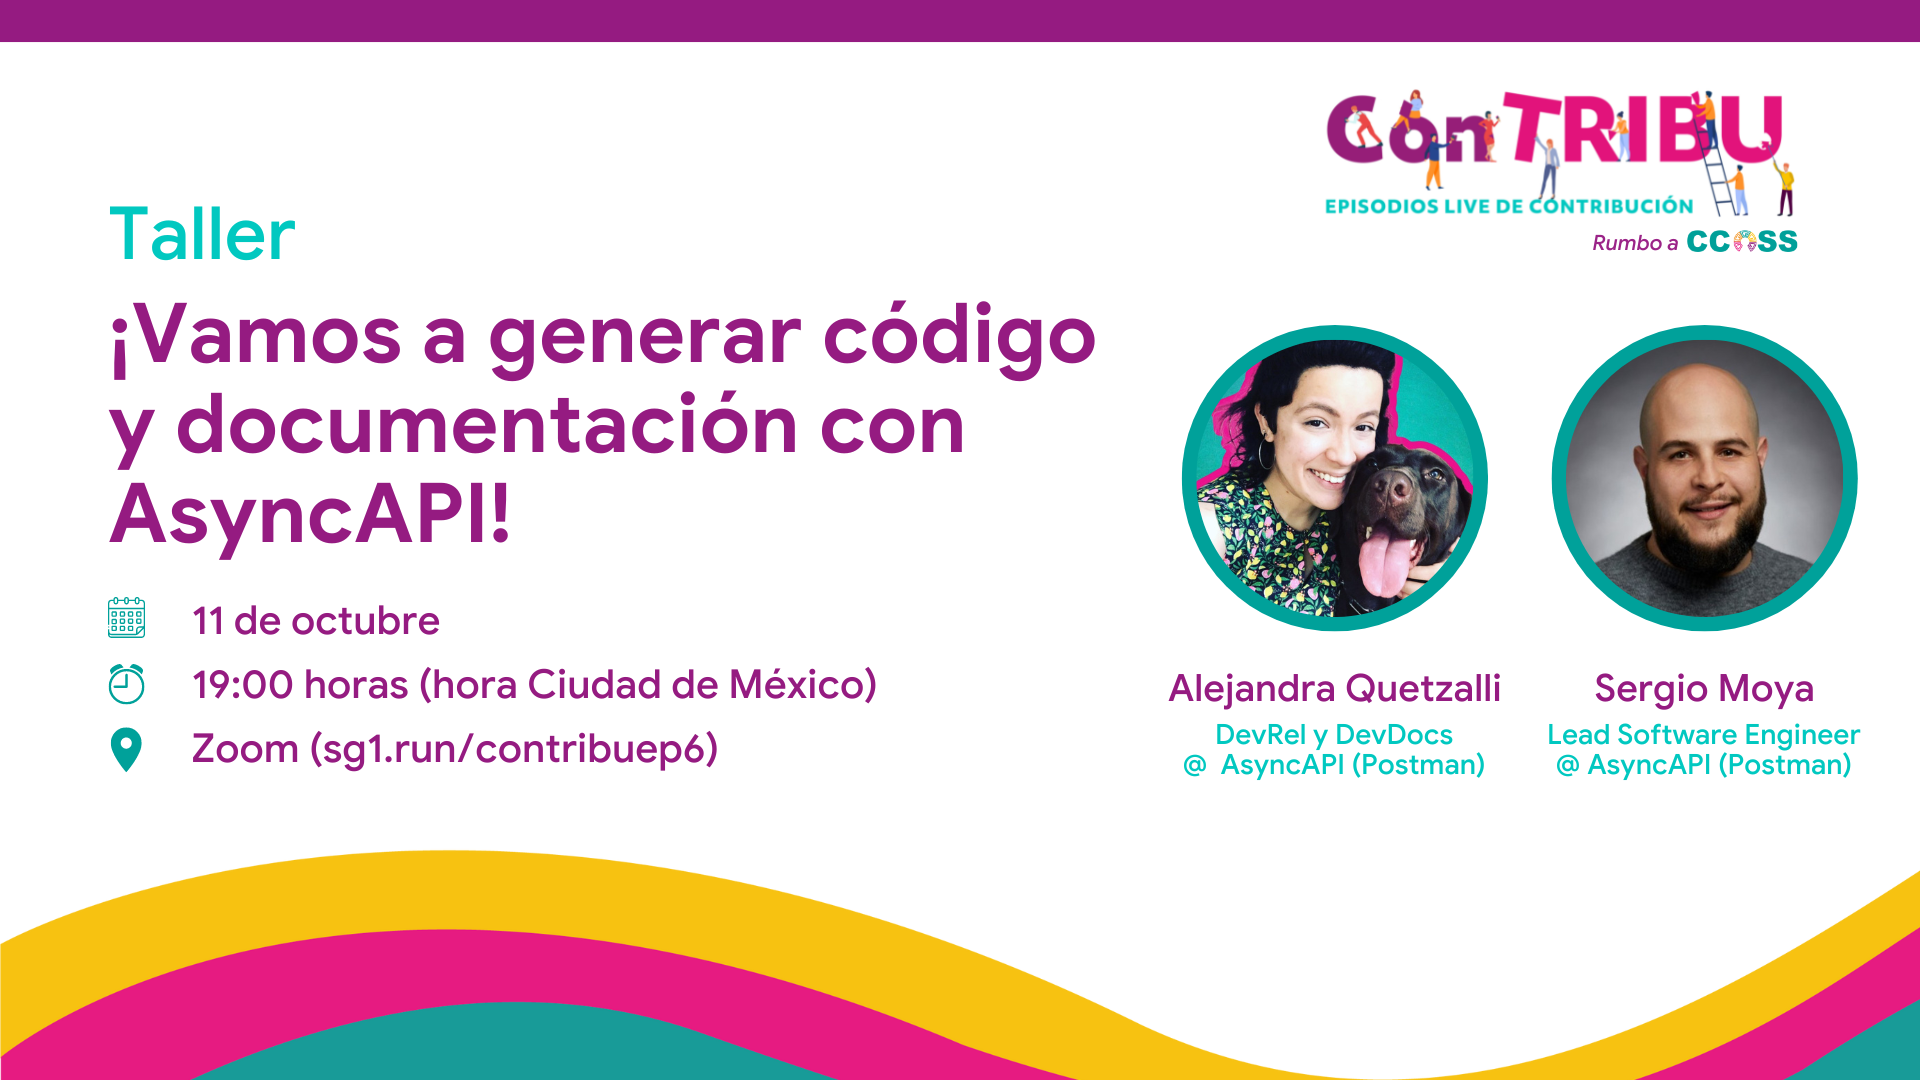 ConTRIBU
EPISODIOS LIVE DE CONTRIBUCIÓN
Rumbo a CCOSS
Taller
¡Vamos a generar código
y documentación con
AsyncAPI!
11 de octubre
19:00 horas (hora Ciudad de México)
Zoom (sg1.run/contribuep6)
Alejandra Quetzalli
DevRel y DevDocs
@ AsyncAPI (Postman)
Sergio Moya
Lead Software Engineer
@ AsyncAPI (Postman)